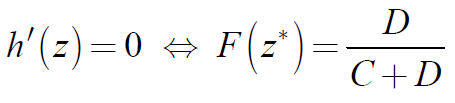 h′(z) = 0 ⇔ F(z*) = D / (C + D)